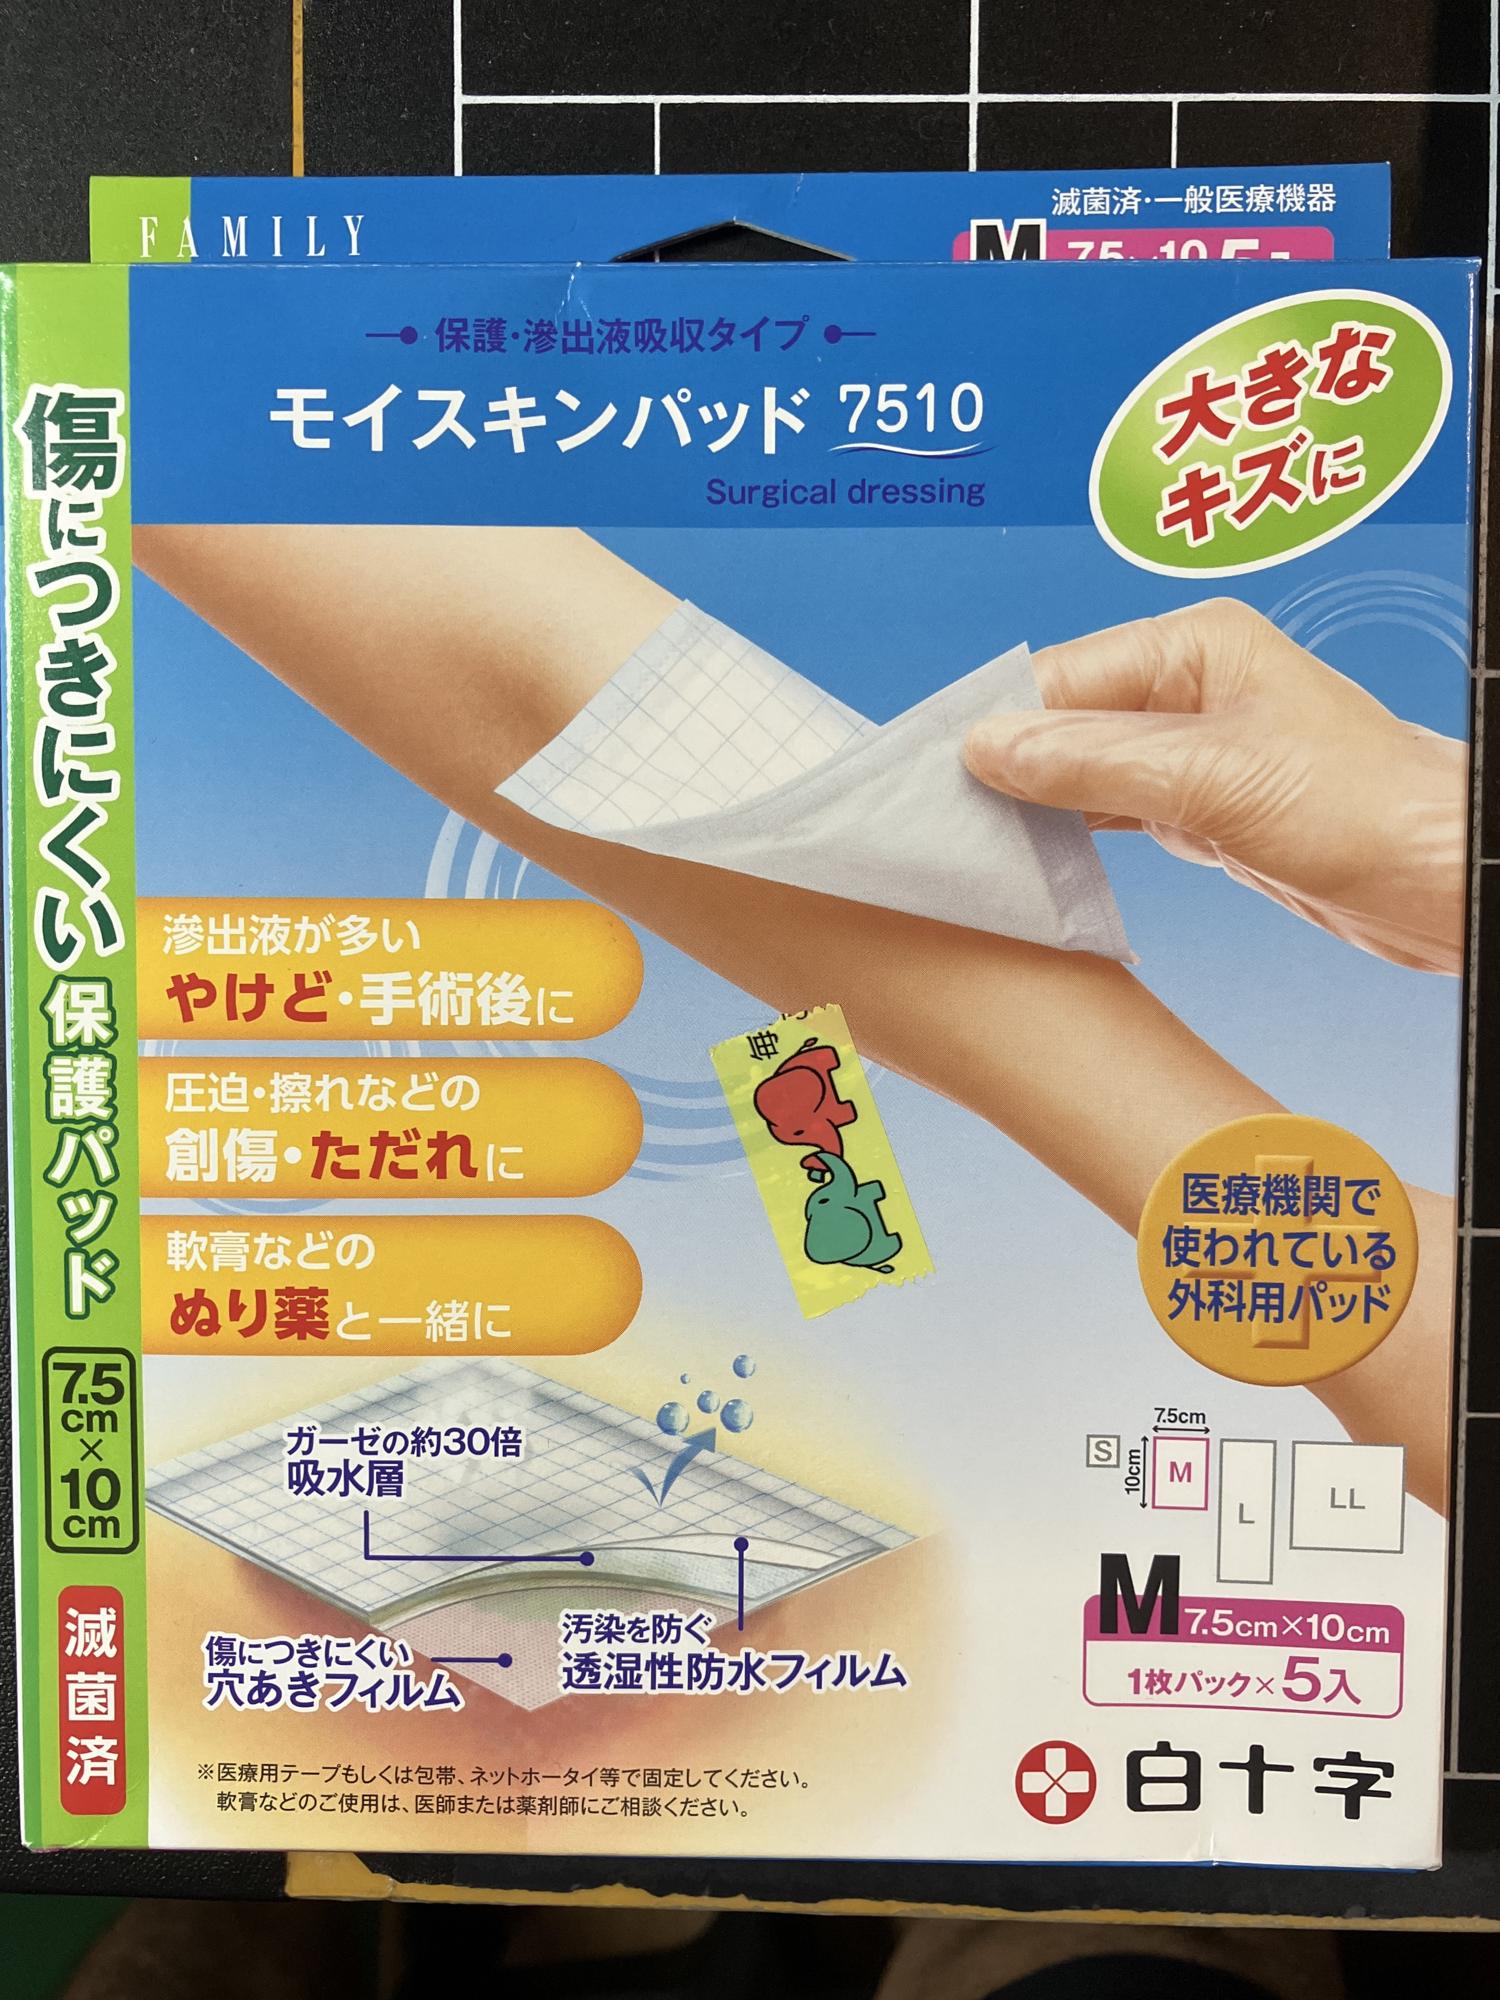 FAMILY
滅菌済・一般医療機器
M
保護・滲出液吸収タイプ
モイスキンパッド 7510
Surgical dressing
大きな
キズに
傷につきにくい保護パッド
7.5
cm
×
10
cm
滅菌済
滲出液が多い
やけど・手術後に
圧迫・擦れなどの
創傷・ただれに
軟膏などの
ぬり薬と一緒に
毎
医療機関で
使われている
外科用パッド
ガーゼの約30倍
吸水層
傷につきにくい
穴あきフィルム
汚染を防ぐ
透湿性防水フィルム
7.5cm
10cm
S
M
L
LL
M 7.5cm×10cm
1枚パック×5入
※医療用テープもしくは包帯、ネットホータイ等で固定してください。
軟膏などのご使用は、医師または薬剤師にご相談ください。
白十字